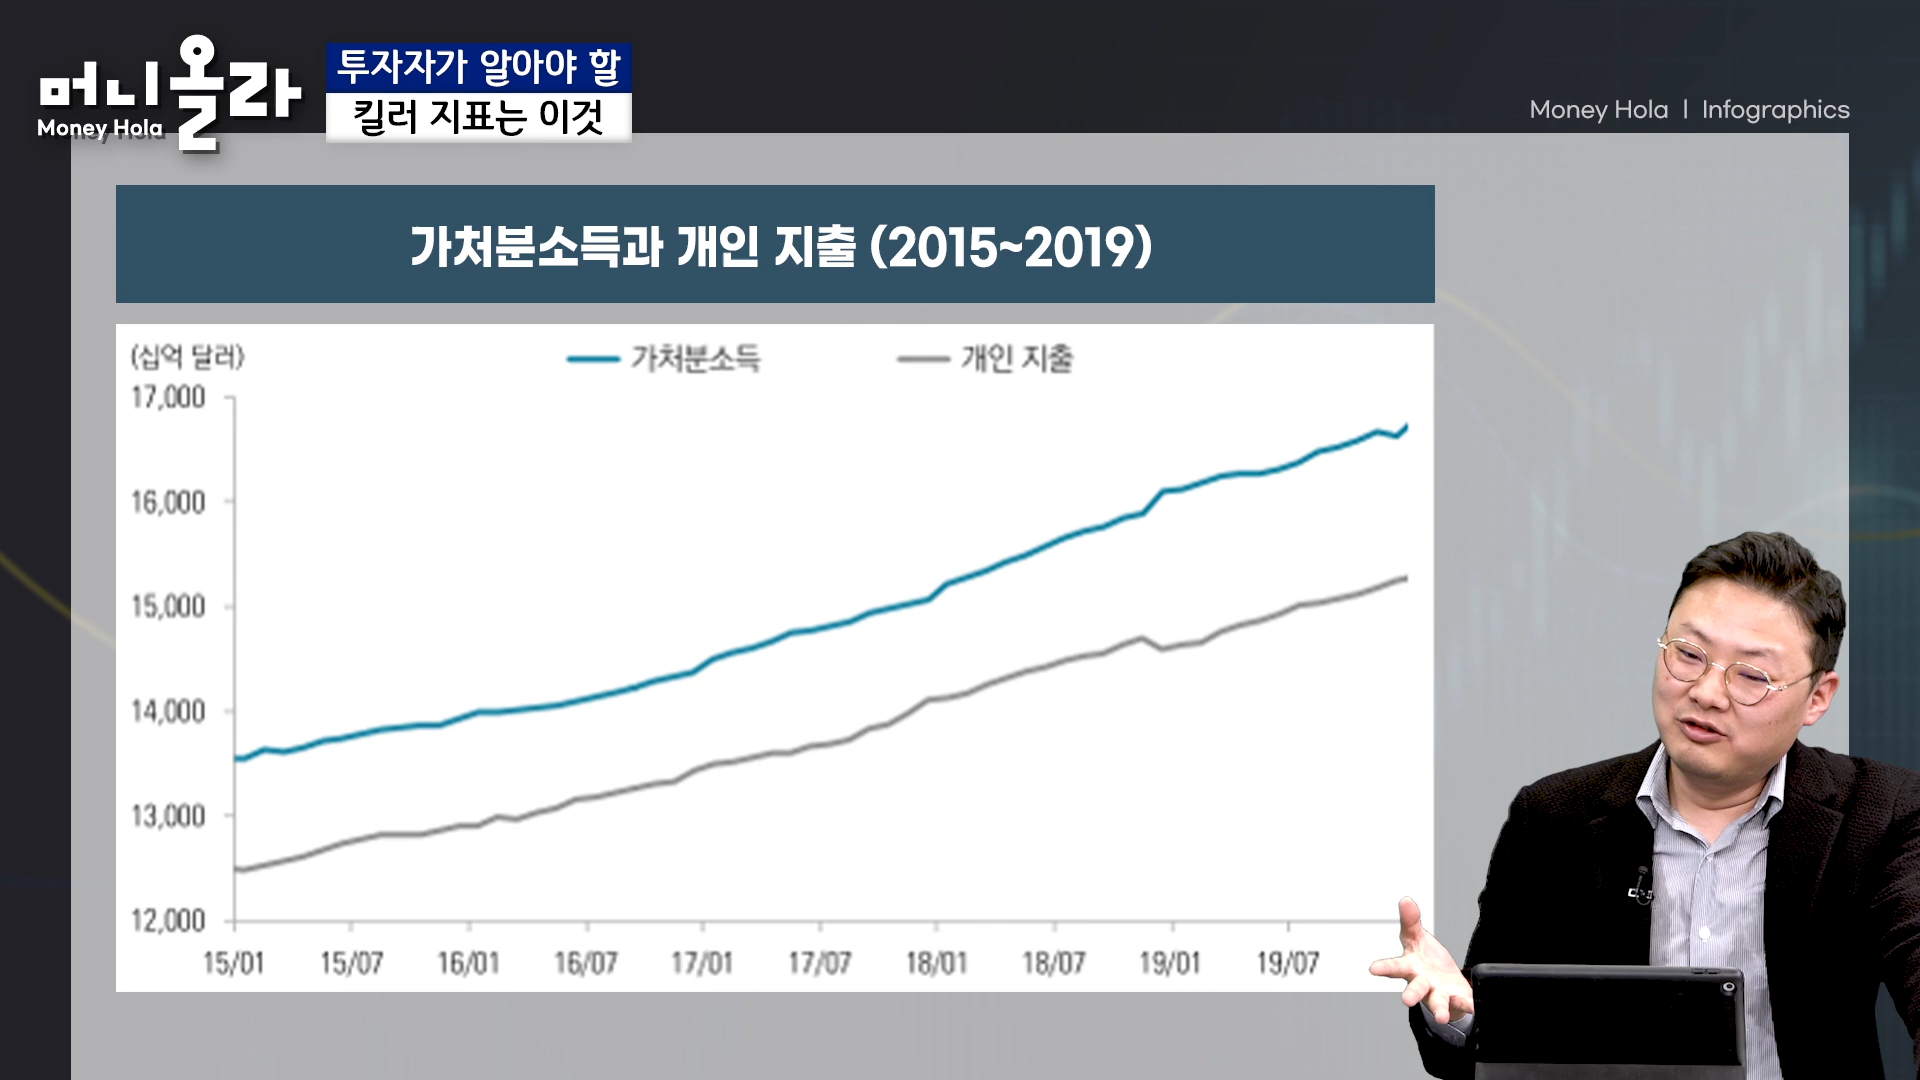 머니올라
Money Hola
투자자가 알아야 할
킬러 지표는 이것
Money Hola | Infographics
가처분소득과 개인 지출 (2015~2019)
(십억 달러)
가처분소득
개인 지출
17,000
16,000
15,000
14,000
13,000
12,000
15/01 15/07 16/01 16/07 17/01 17/07 18/01 18/07 19/01 19/07